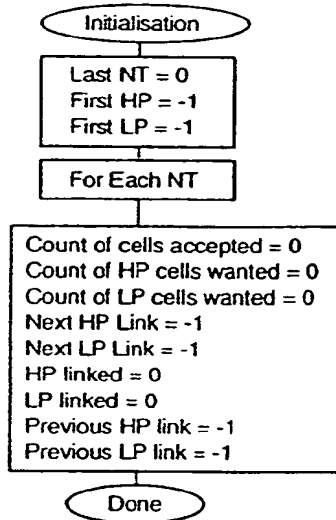 Initialisation
Last NT = 0
First HP = -1
First LP = -1
For Each NT
Count of cells accepted = 0
Count of HP cells wanted = 0
Count of LP cells wanted = 0
Next HP Link = -1
Next LP Link = -1
HP linked = 0
LP linked = 0
Previous HP link = -1
Previous LP link = -1
Done